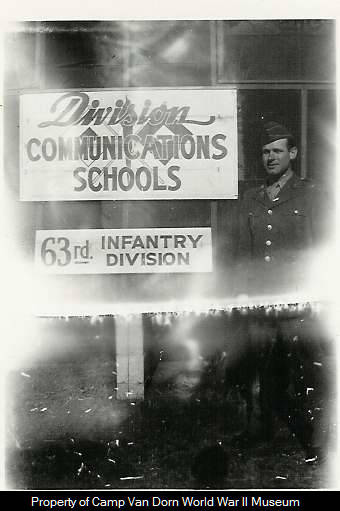 Division
COMMUNICATIONS
SCHOOLS
63rd. INFANTRY
DIVISION
Property of Camp Van Dorn World War II Museum